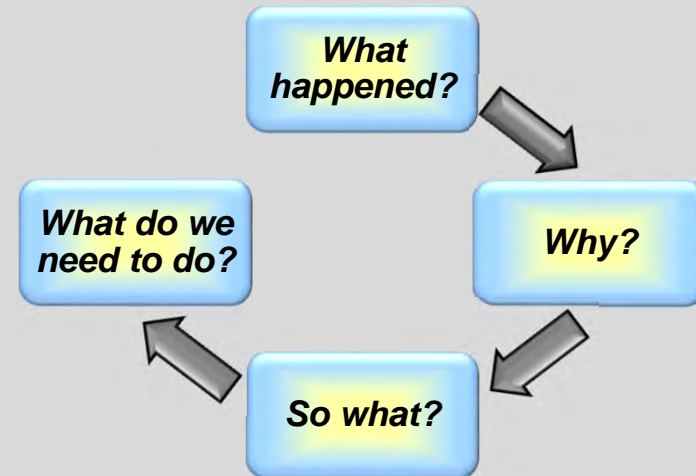 What
happened?
Why?
So what?
What do we
need to do?